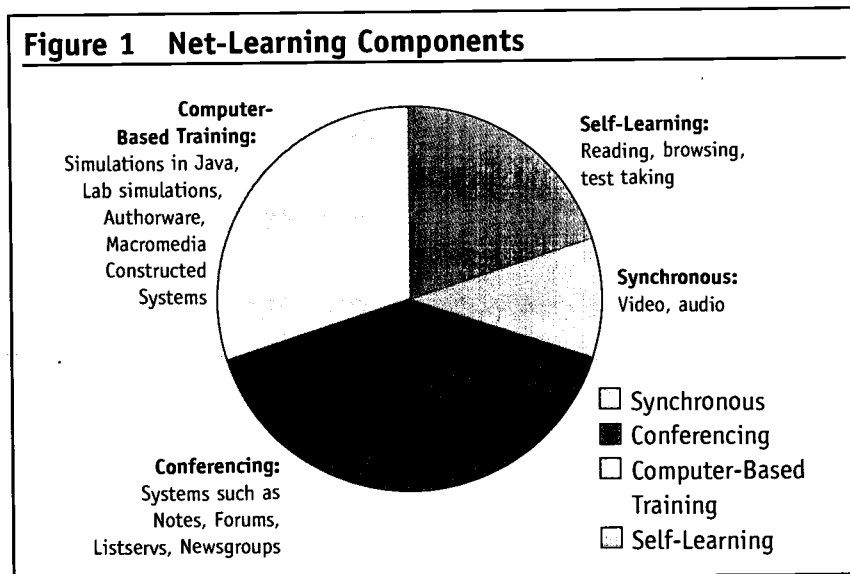 Figure 1 Net-Learning Components
Computer-
Based Training:
Simulations in Java,
Lab simulations,
Authorware,
Macromedia
Constructed
Systems
Self-Learning:
Reading, browsing,
test taking
Synchronous:
Video, audio
Conferencing:
Systems such as
Notes, Forums,
Listservs, Newsgroups
Synchronous
Conferencing
Computer-Based
Training
Self-Learning